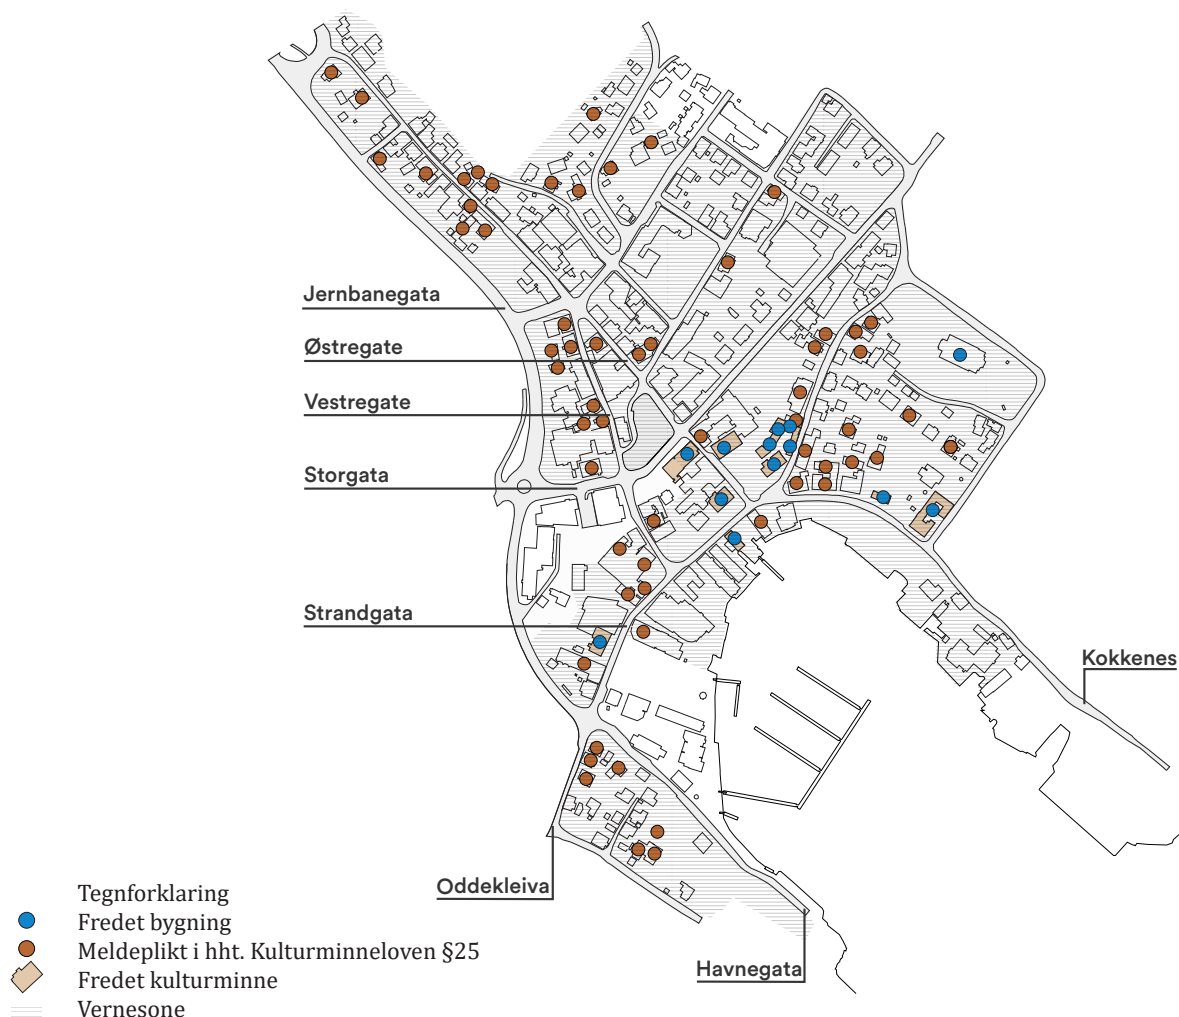 Jernbanegata
Østregate
Vestregate
Storgata
Strandgata
Kokkenes
Oddekleiva
Havnegata
Tegnforklaring
Fredet bygning
Meldeplikt i hht. Kulturminneloven §25
Fredet kulturminne
Vernesone